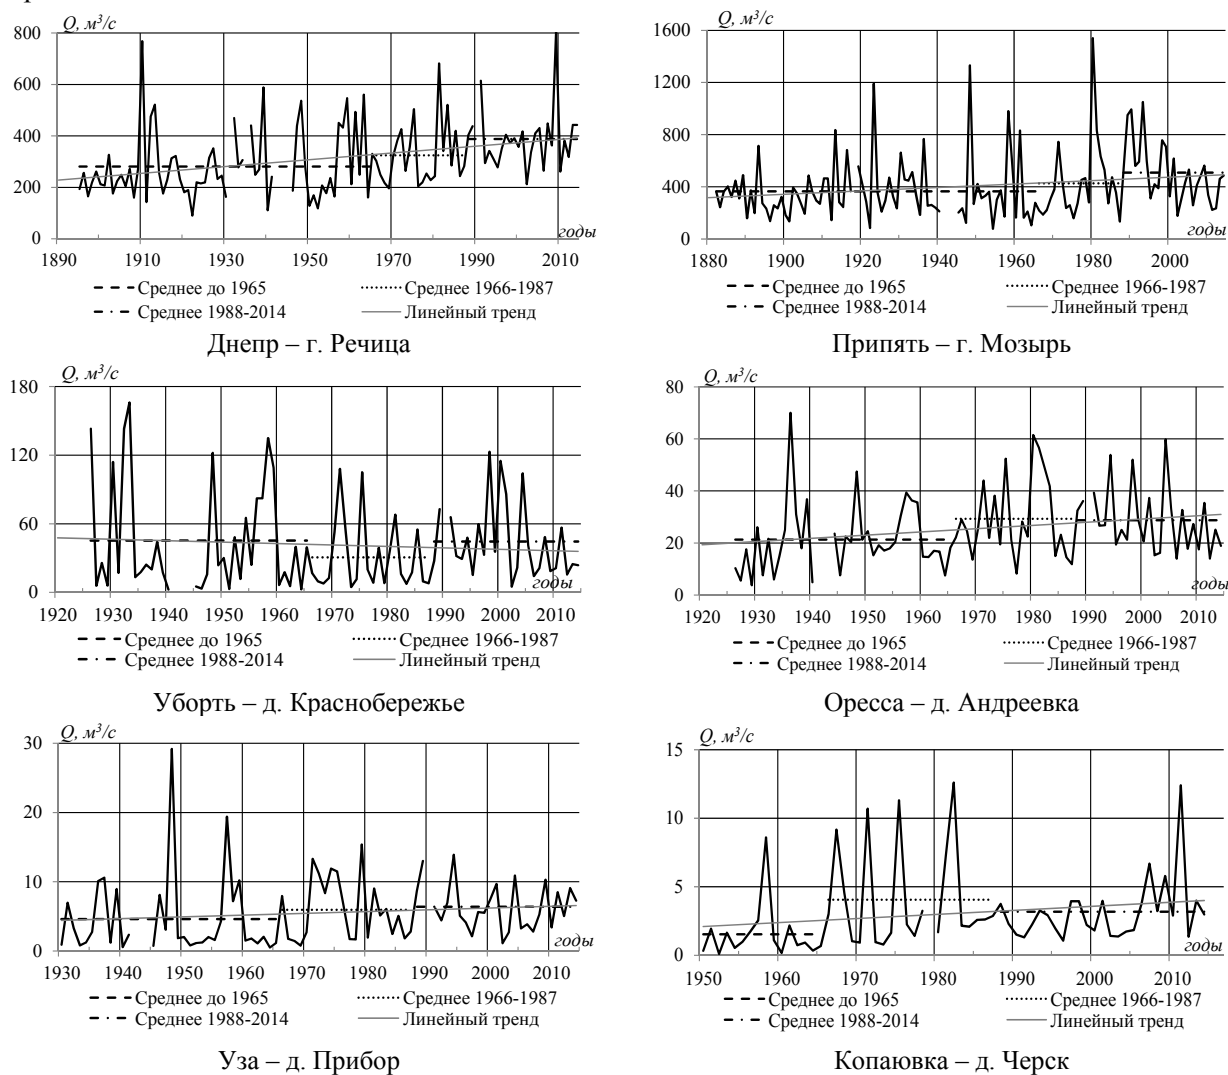 Q, м³/с
800
600
400
200
0
годы
1890 1910 1930 1950 1970 1990 2010
Среднее до 1965 Среднее 1966-1987
Среднее 1988-2014 Линейный тренд
Днепр – г. Речица
Q, м³/с
1600
1200
800
400
0
годы
1880 1900 1920 1940 1960 1980 2000
Среднее до 1965 Среднее 1966-1987
Среднее 1988-2014 Линейный тренд
Припять – г. Мозырь
Q, м³/с
180
120
60
0
годы
1920 1930 1940 1950 1960 1970 1980 1990 2000 2010
Среднее до 1965 Среднее 1966-1987
Среднее 1988-2014 Линейный тренд
Уборть – д. Краснобережье
Q, м³/с
80
60
40
20
0
годы
1920 1930 1940 1950 1960 1970 1980 1990 2000 2010
Среднее до 1965 Среднее 1966-1987
Среднее 1988-2014 Линейный тренд
Оресса – д. Андреевка
Q, м³/с
30
20
10
0
годы
1930 1940 1950 1960 1970 1980 1990 2000 2010
Среднее до 1965 Среднее 1966-1987
Среднее 1988-2014 Линейный тренд
Уза – д. Прибор
Q, м³/с
15
10
5
0
годы
1950 1960 1970 1980 1990 2000 2010
Среднее до 1965 Среднее 1966-1987
Среднее 1988-2014 Линейный тренд
Копаювка – д. Черск